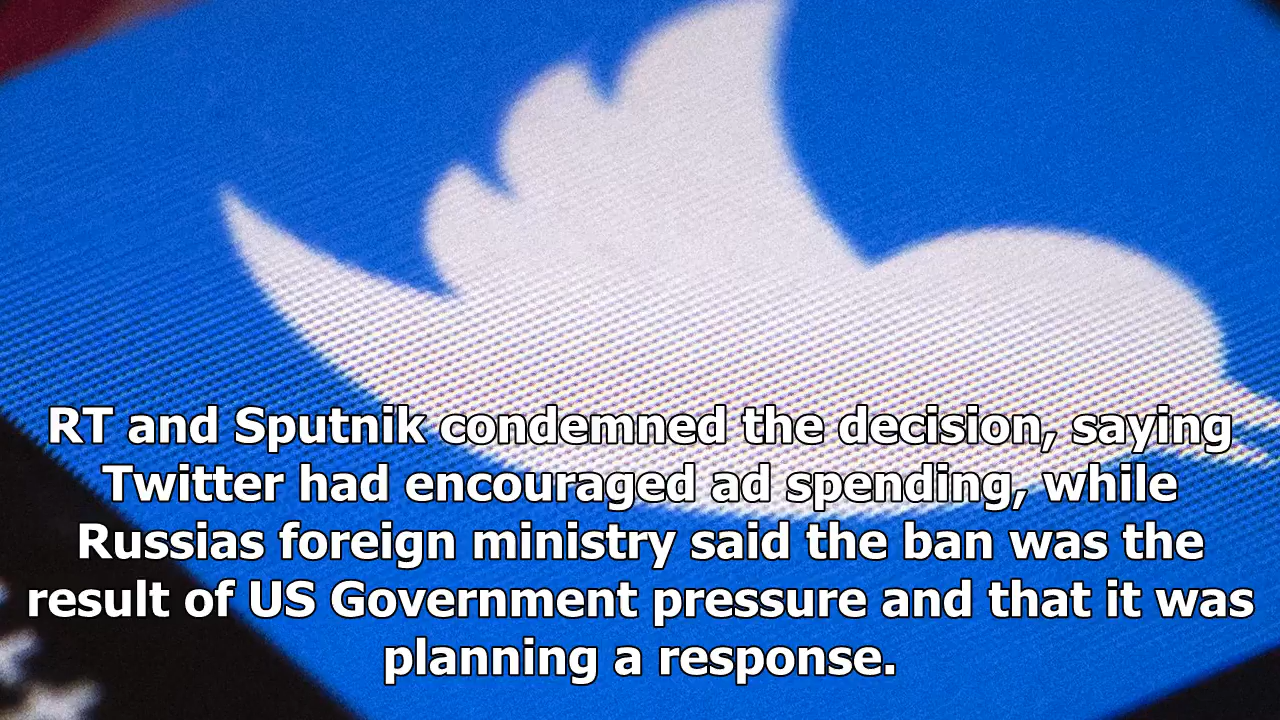 RT and Sputnik condemned the decision, saying
Twitter had encouraged ad spending, while
Russias foreign ministry said the ban was the
result of US Government pressure and that it was
planning a response.